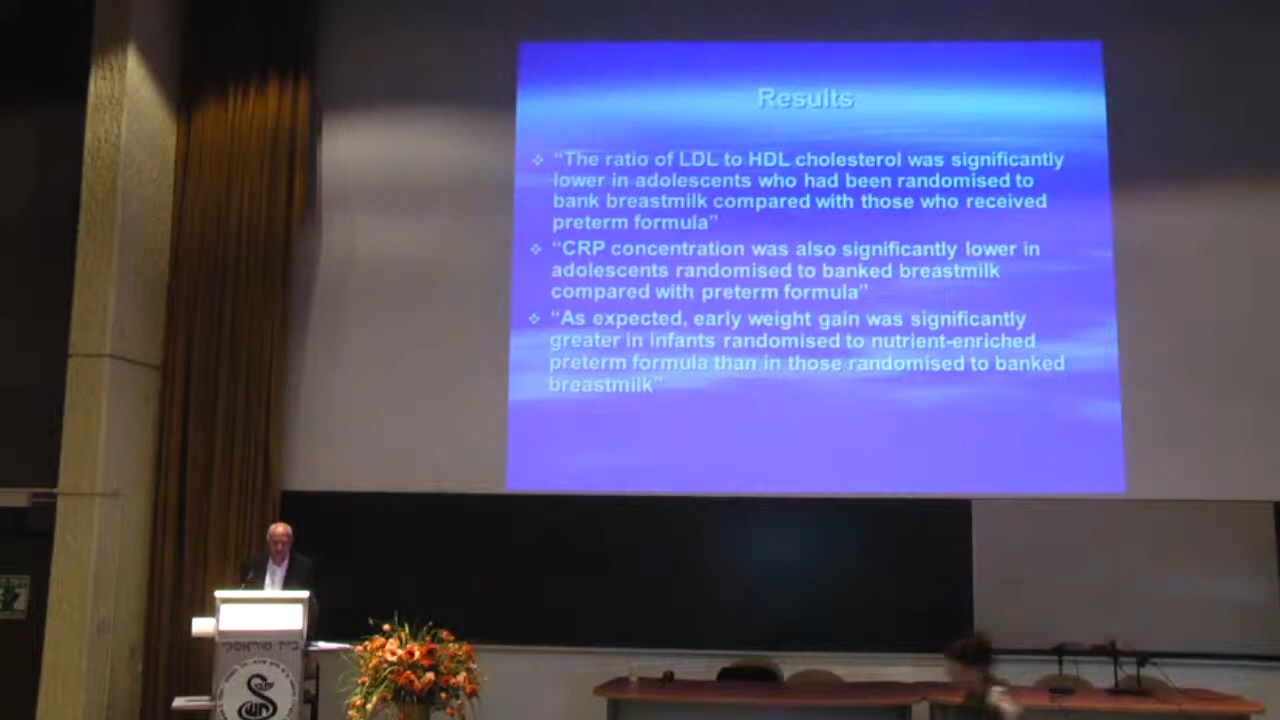 Results
“The ratio of LDL to HDL cholesterol was significantly
lower in adolescents who had been randomised to
bank breastmilk compared with those who received
preterm formula”
“CRP concentration was also significantly lower in
adolescents randomised to banked breastmilk
compared with preterm formula”
“As expected, early weight gain was significantly
greater in infants randomised to nutrient-enriched
preterm formula than in those randomised to banked
breastmilk”
בית סוראסקי